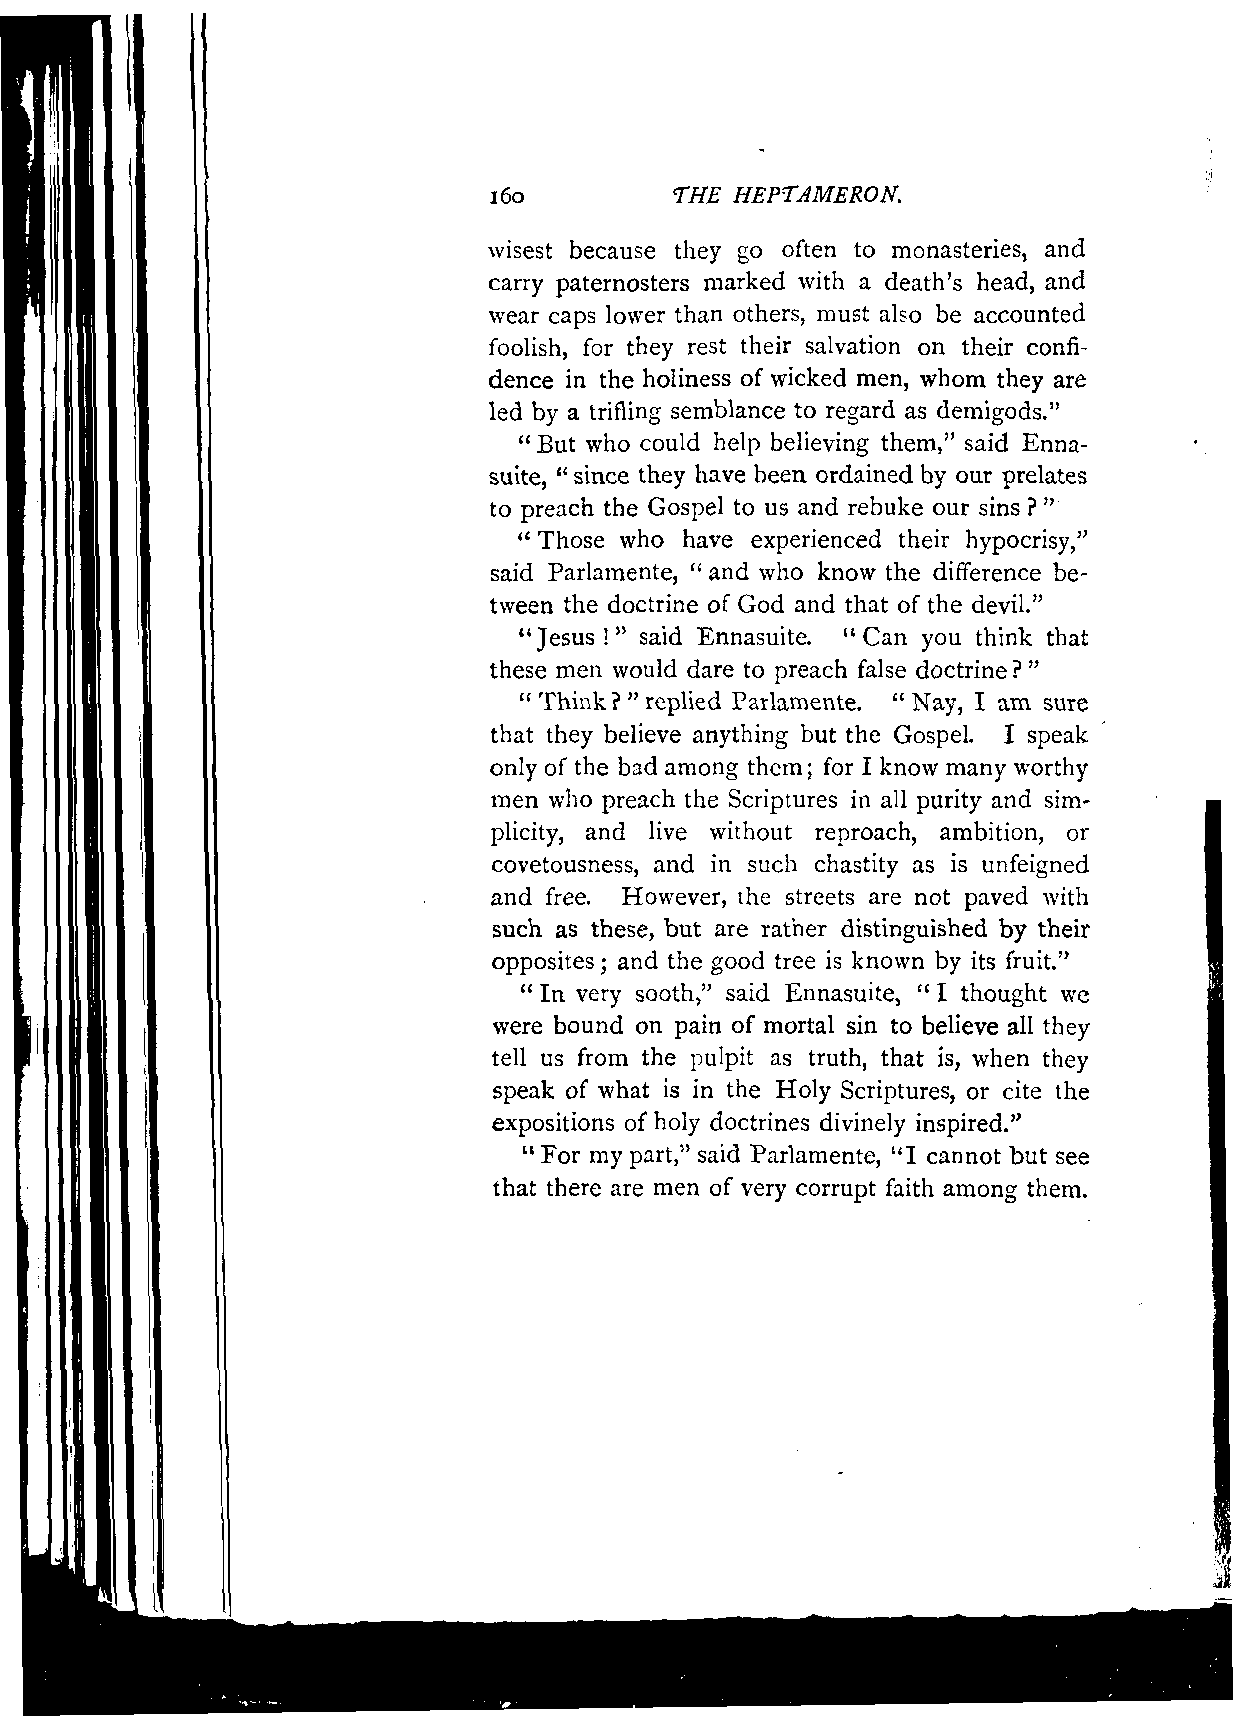 160 THE HEPTAMERON.
wisest because they go often to monasteries, and
carry paternosters marked with a death's head, and
wear caps lower than others, must also be accounted
foolish, for they rest their salvation on their confi-
dence in the holiness of wicked men, whom they are
led by a trifling semblance to regard as demigods."
"But who could help believing them," said Enna-
suite, "since they have been ordained by our prelates
to preach the Gospel to us and rebuke our sins?"
"Those who have experienced their hypocrisy,"
said Parlamente, "and who know the difference be-
tween the doctrine of God and that of the devil."
"Jesus!" said Ennasuite. "Can you think that
these men would dare to preach false doctrine?"
"Think?" replied Parlamente. "Nay, I am sure
that they believe anything but the Gospel. I speak
only of the bad among them; for I know many worthy
men who preach the Scriptures in all purity and sim-
plicity, and live without reproach, ambition, or
covetousness, and in such chastity as is unfeigned
and free. However, the streets are not paved with
such as these, but are rather distinguished by their
opposites; and the good tree is known by its fruit."
"In very sooth," said Ennasuite, "I thought we
were bound on pain of mortal sin to believe all they
tell us from the pulpit as truth, that is, when they
speak of what is in the Holy Scriptures, or cite the
expositions of holy doctrines divinely inspired."
"For my part," said Parlamente, "I cannot but see
that there are men of very corrupt faith among them.